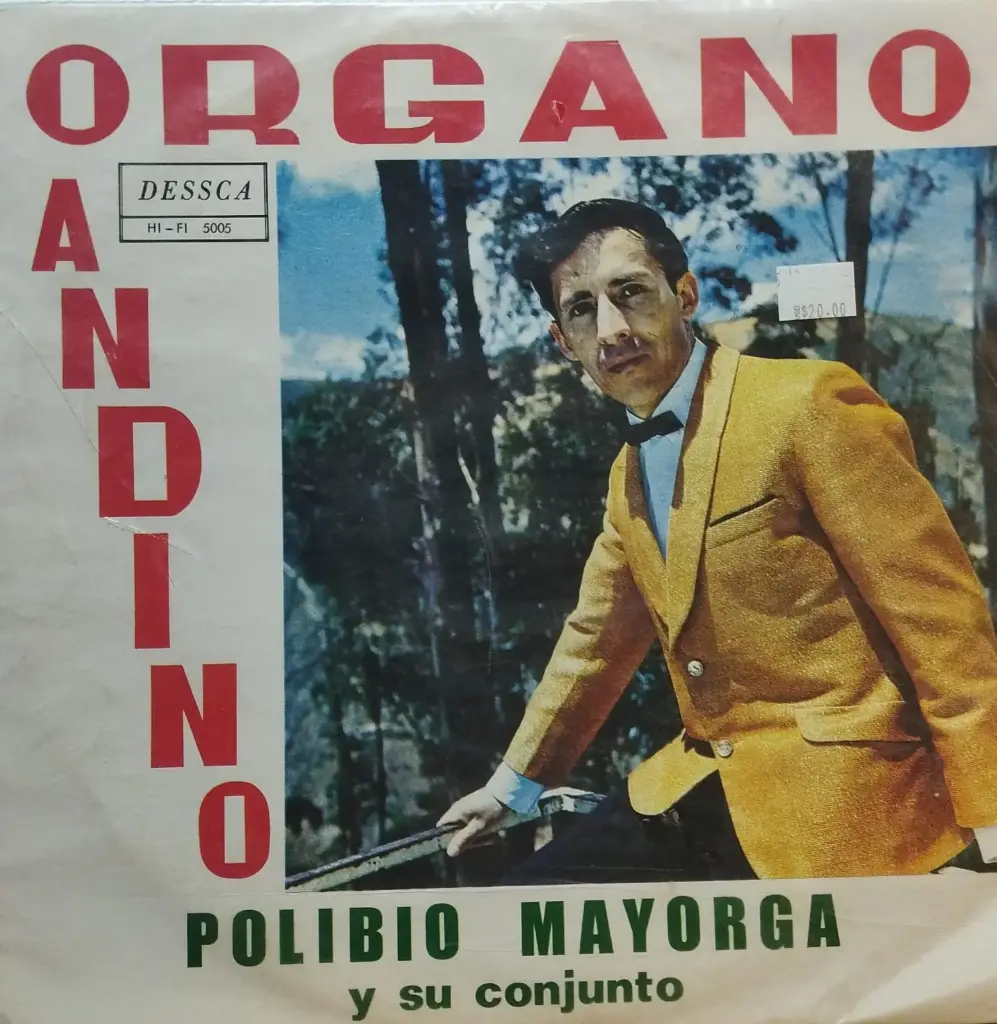 ORGANO
ANDINO
DESSCA
HI-FI 5005
POLIBIO MAYORGA
y su conjunto